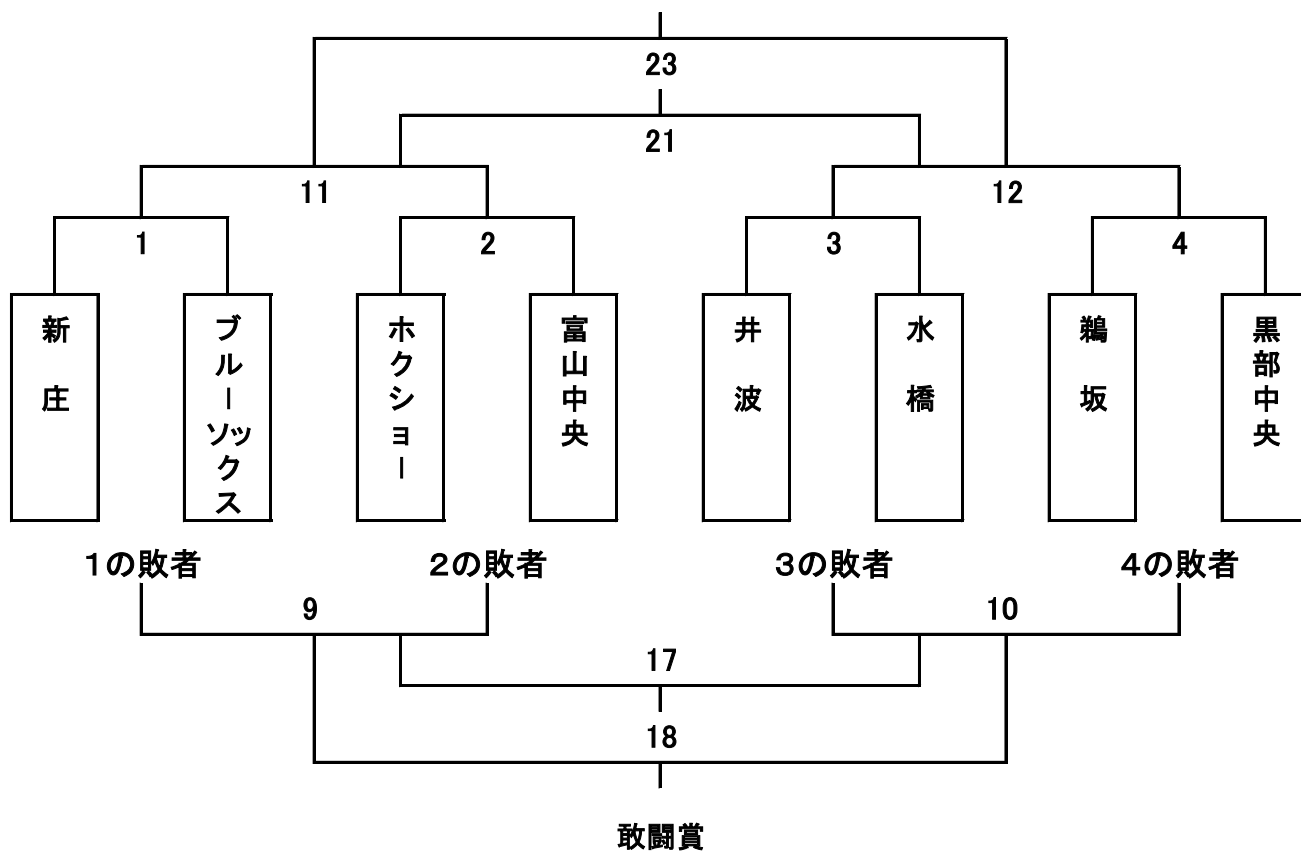 23
21
11
12
1
2
3
4
新庄
ブルーソックス
ホクショー
富山中央
井波
水橋
鵜坂
黒部中央
1の敗者
2の敗者
3の敗者
4の敗者
9
10
17
18
敢闘賞